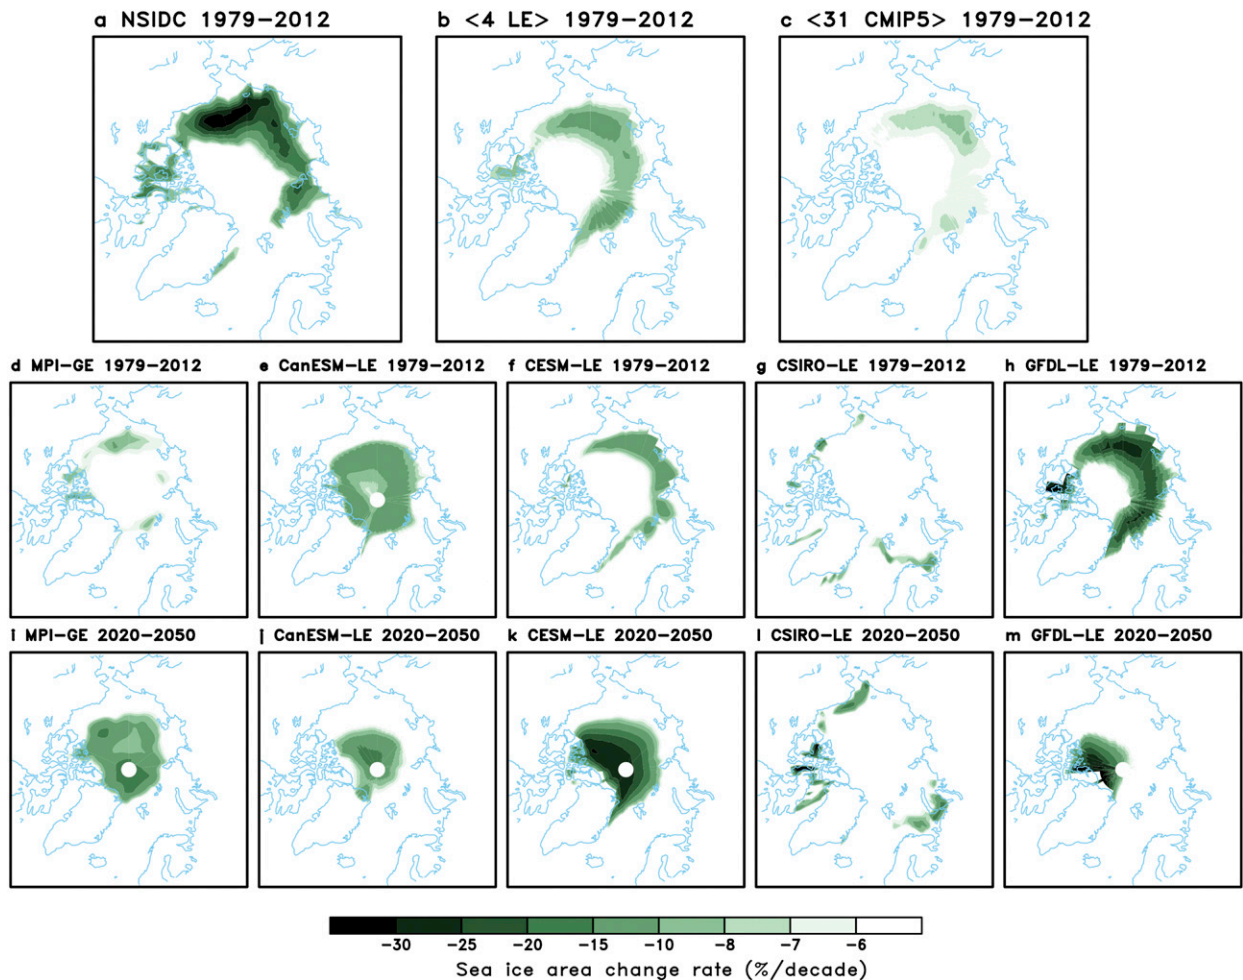 a NSIDC 1979−2012
b <4 LE> 1979−2012
c <31 CMIP5> 1979−2012
d MPI−GE 1979−2012
e CanESM−LE 1979−2012
f CESM−LE 1979−2012
g CSIRO−LE 1979−2012
h GFDL−LE 1979−2012
i MPI−GE 2020−2050
j CanESM−LE 2020−2050
k CESM−LE 2020−2050
l CSIRO−LE 2020−2050
m GFDL−LE 2020−2050
−30 −25 −20 −15 −10 −8 −7 −6
Sea ice area change rate (%/decade)